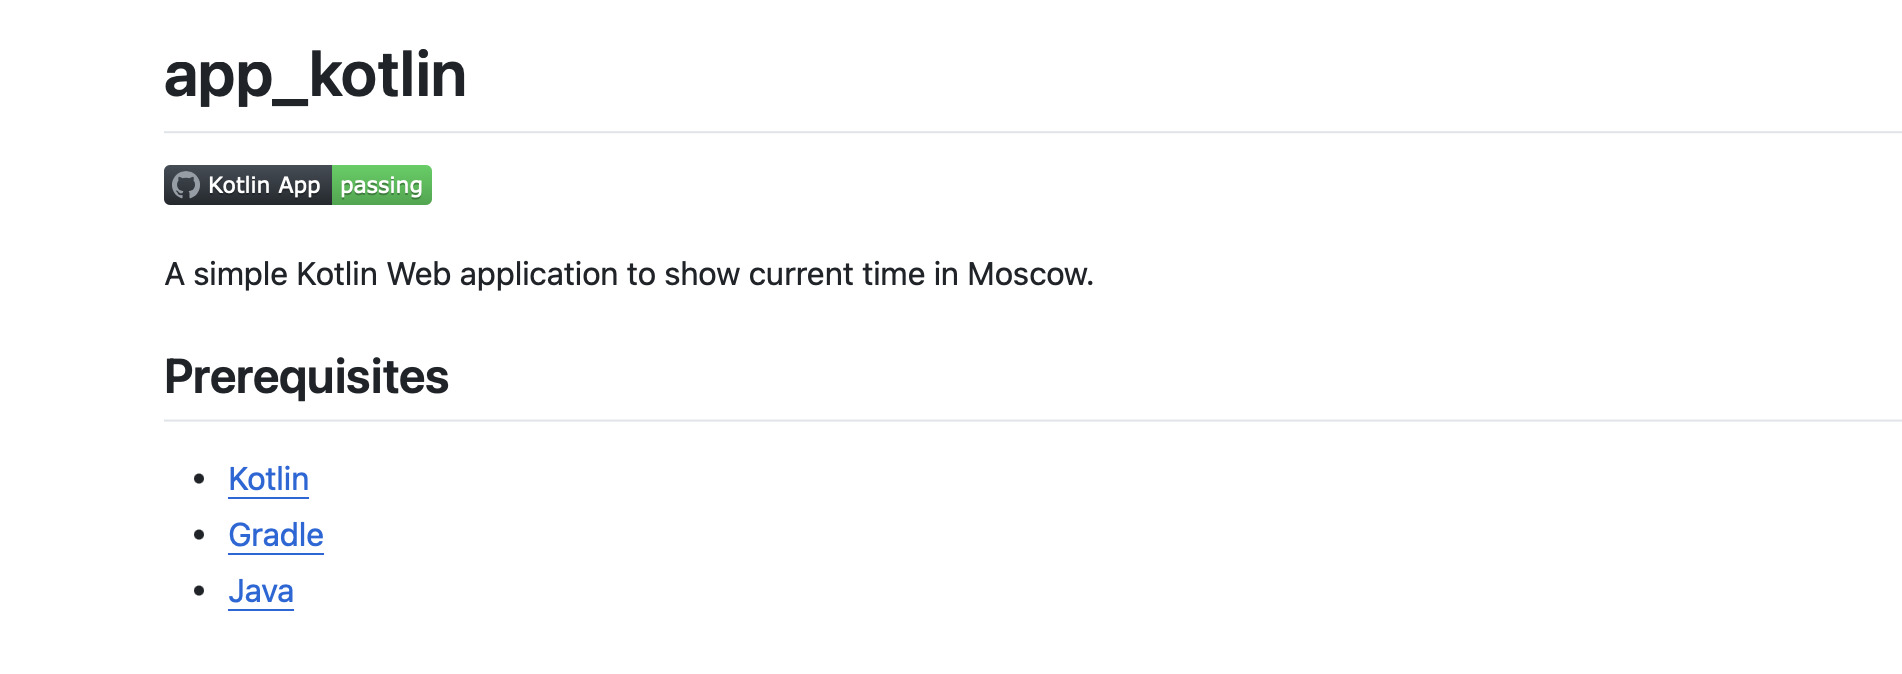 app_kotlin
Kotlin App passing
A simple Kotlin Web application to show current time in Moscow.
Prerequisites
Kotlin
Gradle
Java